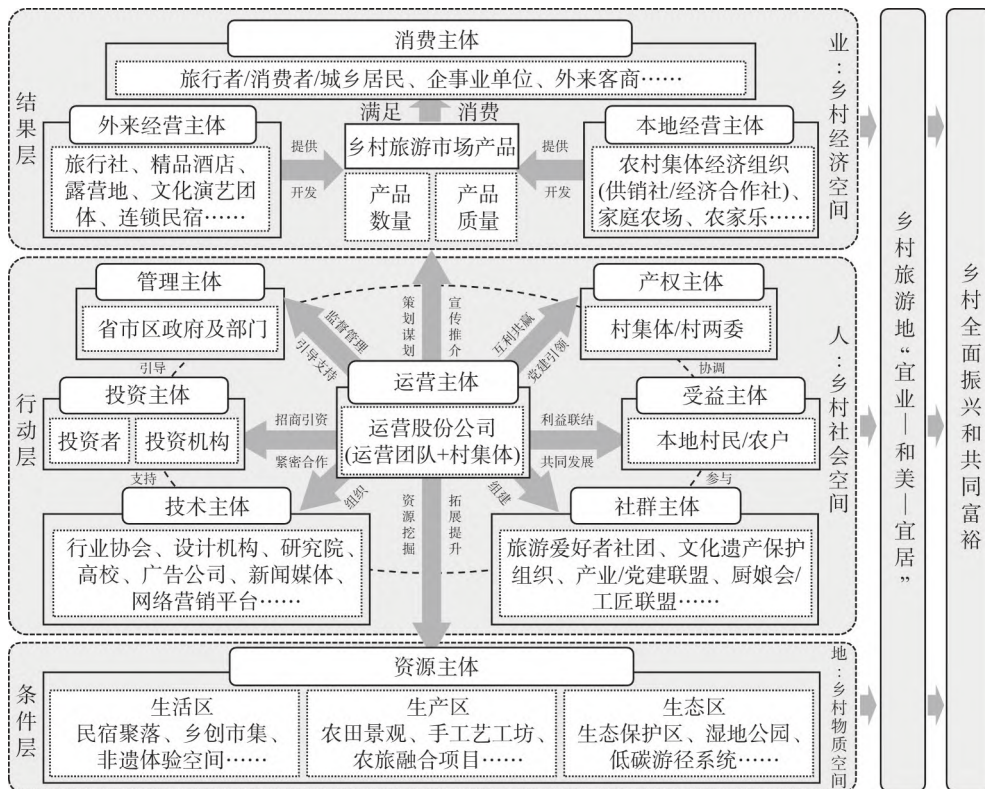 结果层
消费主体
旅行者/消费者/城乡居民、企事业单位、外来客商……
满足
消费
外来经营主体
旅行社、精品酒店、
露营地、文化演艺团
体、连锁民宿……
提供
开发
乡村旅游市场产品
产品
数量
产品
质量
提供
开发
本地经营主体
农村集体经济组织
(供销社/经济合作社)、
家庭农场、农家乐……
业:乡村经济空间
行动层
管理主体
省市区政府及部门
监督管理
引导支持
策划谋划
宣传推介
互利共赢
党建引领
产权主体
村集体/村两委
引导
协调
投资主体
投资者
投资机构
招商引资
紧密合作
运营主体
运营股份公司
(运营团队+村集体)
利益联结
共同发展
受益主体
本地村民/农户
支持
参与
组织
资源挖掘
拓展提升
组建
技术主体
行业协会、设计机构、研究院、
高校、广告公司、新闻媒体、
网络营销平台……
社群主体
旅游爱好者社团、文化遗产保护
组织、产业/党建联盟、厨娘会/
工匠联盟……
人:乡村社会空间
条件层
资源主体
生活区
民宿聚落、乡创市集、
非遗体验空间……
生产区
农田景观、手工艺工坊、
农旅融合项目……
生态区
生态保护区、湿地公园、
低碳游径系统……
地:乡村物质空间
乡村旅游地“宜业—和美—宜居”
乡村全面振兴和共同富裕